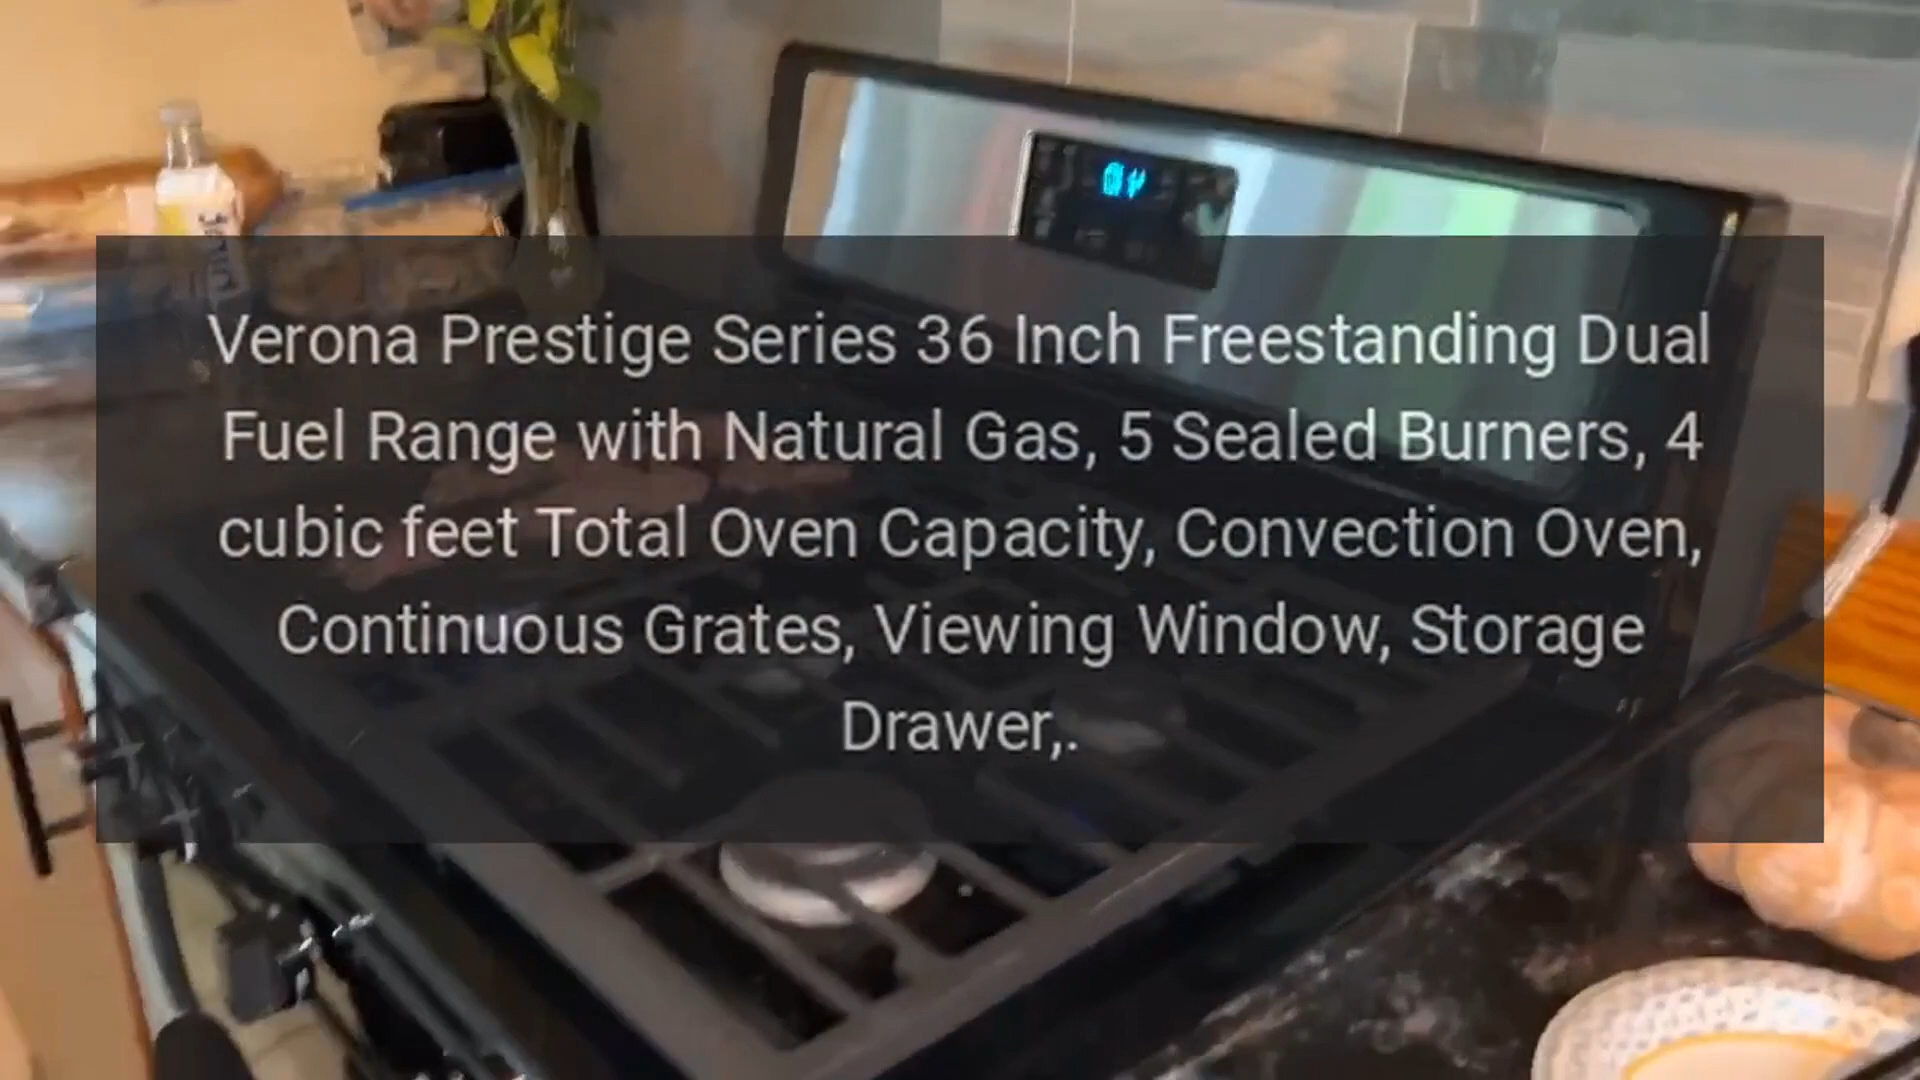 Verona Prestige Series 36 Inch Freestanding Dual
Fuel Range with Natural Gas, 5 Sealed Burners, 4
cubic feet Total Oven Capacity, Convection Oven,
Continuous Grates, Viewing Window, Storage
Drawer,.